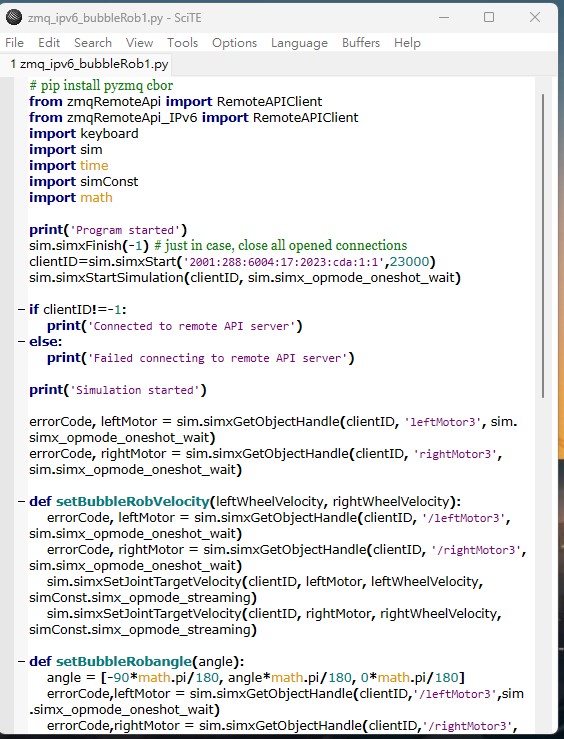 zmq_ipv6_bubbleRob1.py - SciTE
File Edit Search View Tools Options Language Buffers Help
1 zmq_ipv6_bubbleRob1.py
# pip install pyzmq cbor
from zmqRemoteApi import RemoteAPIClient
from zmqRemoteApi_IPv6 import RemoteAPIClient
import keyboard
import sim
import time
import simConst
import math
print('Program started')
sim.simxFinish(-1) # just in case, close all opened connections
clientID=sim.simxStart('2001:288:6004:17:2023:cda:1:1',23000)
sim.simxStartSimulation(clientID, sim.simx_opmode_oneshot_wait)
if clientID!=-1:
print('Connected to remote API server')
else:
print('Failed connecting to remote API server')
print('Simulation started')
errorCode, leftMotor = sim.simxGetObjectHandle(clientID, 'leftMotor3', sim.
simx_opmode_oneshot_wait)
errorCode, rightMotor = sim.simxGetObjectHandle(clientID, 'rightMotor3',
sim.simx_opmode_oneshot_wait)
def setBubbleRobVelocity(leftWheelVelocity, rightWheelVelocity):
errorCode, leftMotor = sim.simxGetObjectHandle(clientID, '/leftMotor3',
sim.simx_opmode_oneshot_wait)
errorCode, rightMotor = sim.simxGetObjectHandle(clientID, '/rightMotor3',
sim.simx_opmode_oneshot_wait)
sim.simxSetJointTargetVelocity(clientID, leftMotor, leftWheelVelocity,
simConst.simx_opmode_streaming)
sim.simxSetJointTargetVelocity(clientID, rightMotor, rightWheelVelocity,
simConst.simx_opmode_streaming)
def setBubbleRobangle(angle):
angle = [-90*math.pi/180, angle*math.pi/180, 0*math.pi/180]
errorCode,leftMotor = sim.simxGetObjectHandle(clientID,'/leftMotor3',sim
.simx_opmode_oneshot_wait)
errorCode,rightMotor = sim.simxGetObjectHandle(clientID,'/rightMotor3',